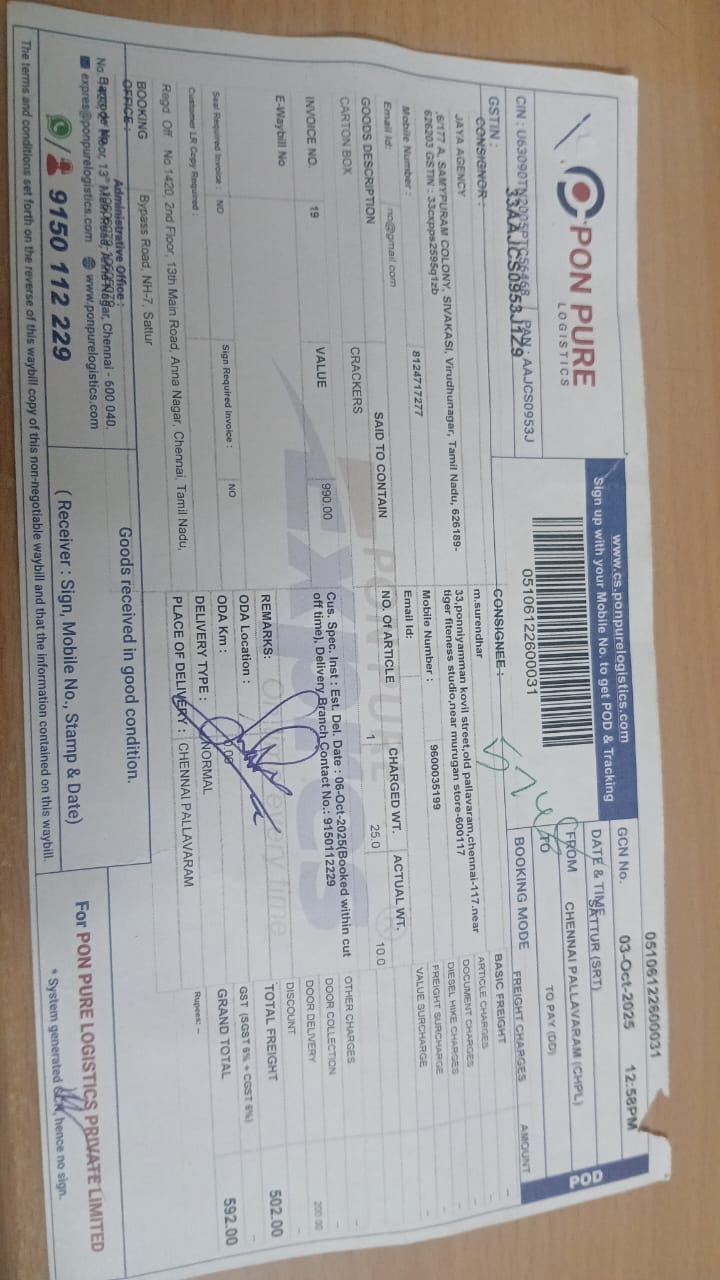 PON PURE
LOGISTICS
www.cs.ponpurelogistics.com
Sign up with your Mobile No. to get POD & Tracking
05106122600031
GCN No. 05106122600031
DATE & TIME 03-Oct-2025 12:58PM
FROM SATTUR (SRT)
TO CHENNAI PALLAVARAM (CHPL)
BOOKING MODE TO PAY (DD)
POD
CIN : U63090TN2005PTC56468 PAN : AAJCS0953J
GSTIN : 33AAJCS0953J1Z9
CONSIGNOR :
JAYA AGENCY
,6/177 A, SAMYPURAM COLONY, SIVAKASI, Virudhunagar, Tamil Nadu, 626189-
626203 GSTIN : 33cxpps2595q1zb
Mobile Number : 8124717277
Email Id: no@gmail.com
CONSIGNEE :
m.surendhar
33,ponniyamman kovil street,old pallavaram,chennai-117.near
tiger fiteness studio,near murugan store-600117
Mobile Number : 9600035199
Email Id:
GOODS DESCRIPTION SAID TO CONTAIN NO. Of ARTICLE CHARGED WT. ACTUAL WT.
CARTON BOX CRACKERS 1 25.0 10.0
INVOICE NO. 19 VALUE 990.00
E-Waybill No
Cus. Spec. Inst : Est. Del. Date : 06-Oct-2025(Booked within cut
off time), Delivery Branch Contact No.: 9150112229
REMARKS:
ODA Location :
ODA Km : 0.00
DELIVERY TYPE : NORMAL
PLACE OF DELIVERY : CHENNAI PALLAVARAM
Seal Required Invoice : NO Sign Required Invoice : NO
Customer LR Copy Required :
Regd. Off No 1420, 2nd Floor, 13th Main Road, Anna Nagar, Chennai, Tamil Nadu,
BOOKING OFFICE : Bypass Road, NH-7, Sattur
FREIGHT CHARGES AMOUNT
BASIC FREIGHT -
ARTICLE CHARGES -
DOCUMENT CHARGES -
DIESEL HIKE CHARGES -
FREIGHT SURCHARGE -
VALUE SURCHARGE -
OTHER CHARGES -
DOOR COLLECTION -
DOOR DELIVERY 200.00
DISCOUNT -
TOTAL FREIGHT 502.00
GST (SGST 6% + CGST 6%) -
GRAND TOTAL 592.00
Rupees: --
Administrative Office :
Main Road, Anna Nagar, Chennai - 600 040.
expres@ponpurelogistics.com www.ponpurelogistics.com
9150 112 229
Goods received in good condition.
( Receiver : Sign, Mobile No., Stamp & Date)
For PON PURE LOGISTICS PRIVATE LIMITED
* System generated GCN, hence no sign.
The terms and conditions set forth on the reverse of this waybill copy of this non-negotiable waybill and that the information contained on this waybill.